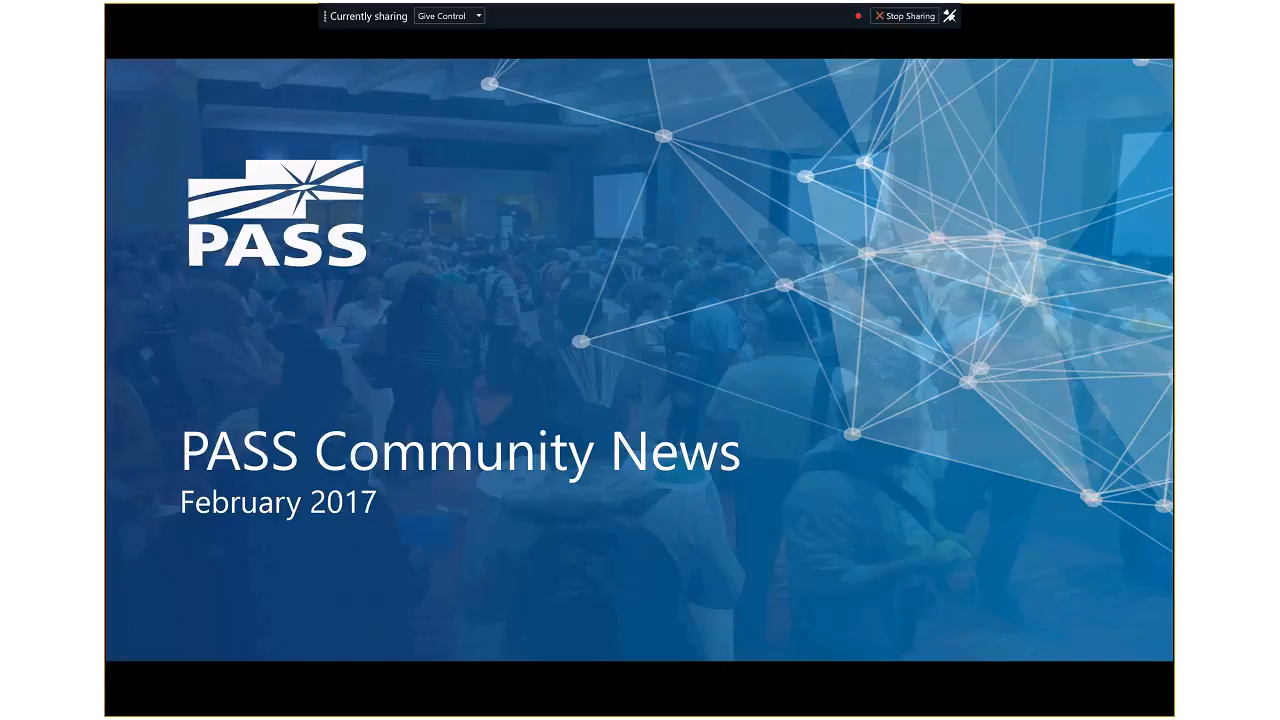 Currently sharing Give Control Stop Sharing
PASS
PASS Community News
February 2017